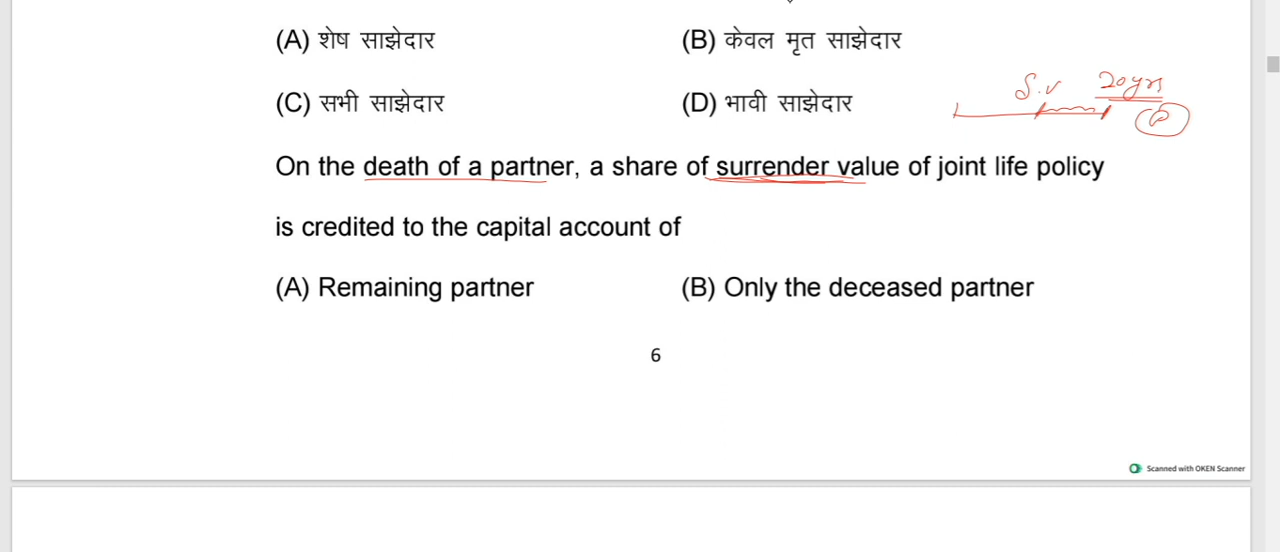 (A) शेष साझेदार (B) केवल मृत साझेदार
(C) सभी साझेदार (D) भावी साझेदार
S.V 20yrs
On the death of a partner, a share of surrender value of joint life policy
is credited to the capital account of
(A) Remaining partner (B) Only the deceased partner
6
Scanned with OKEN Scanner